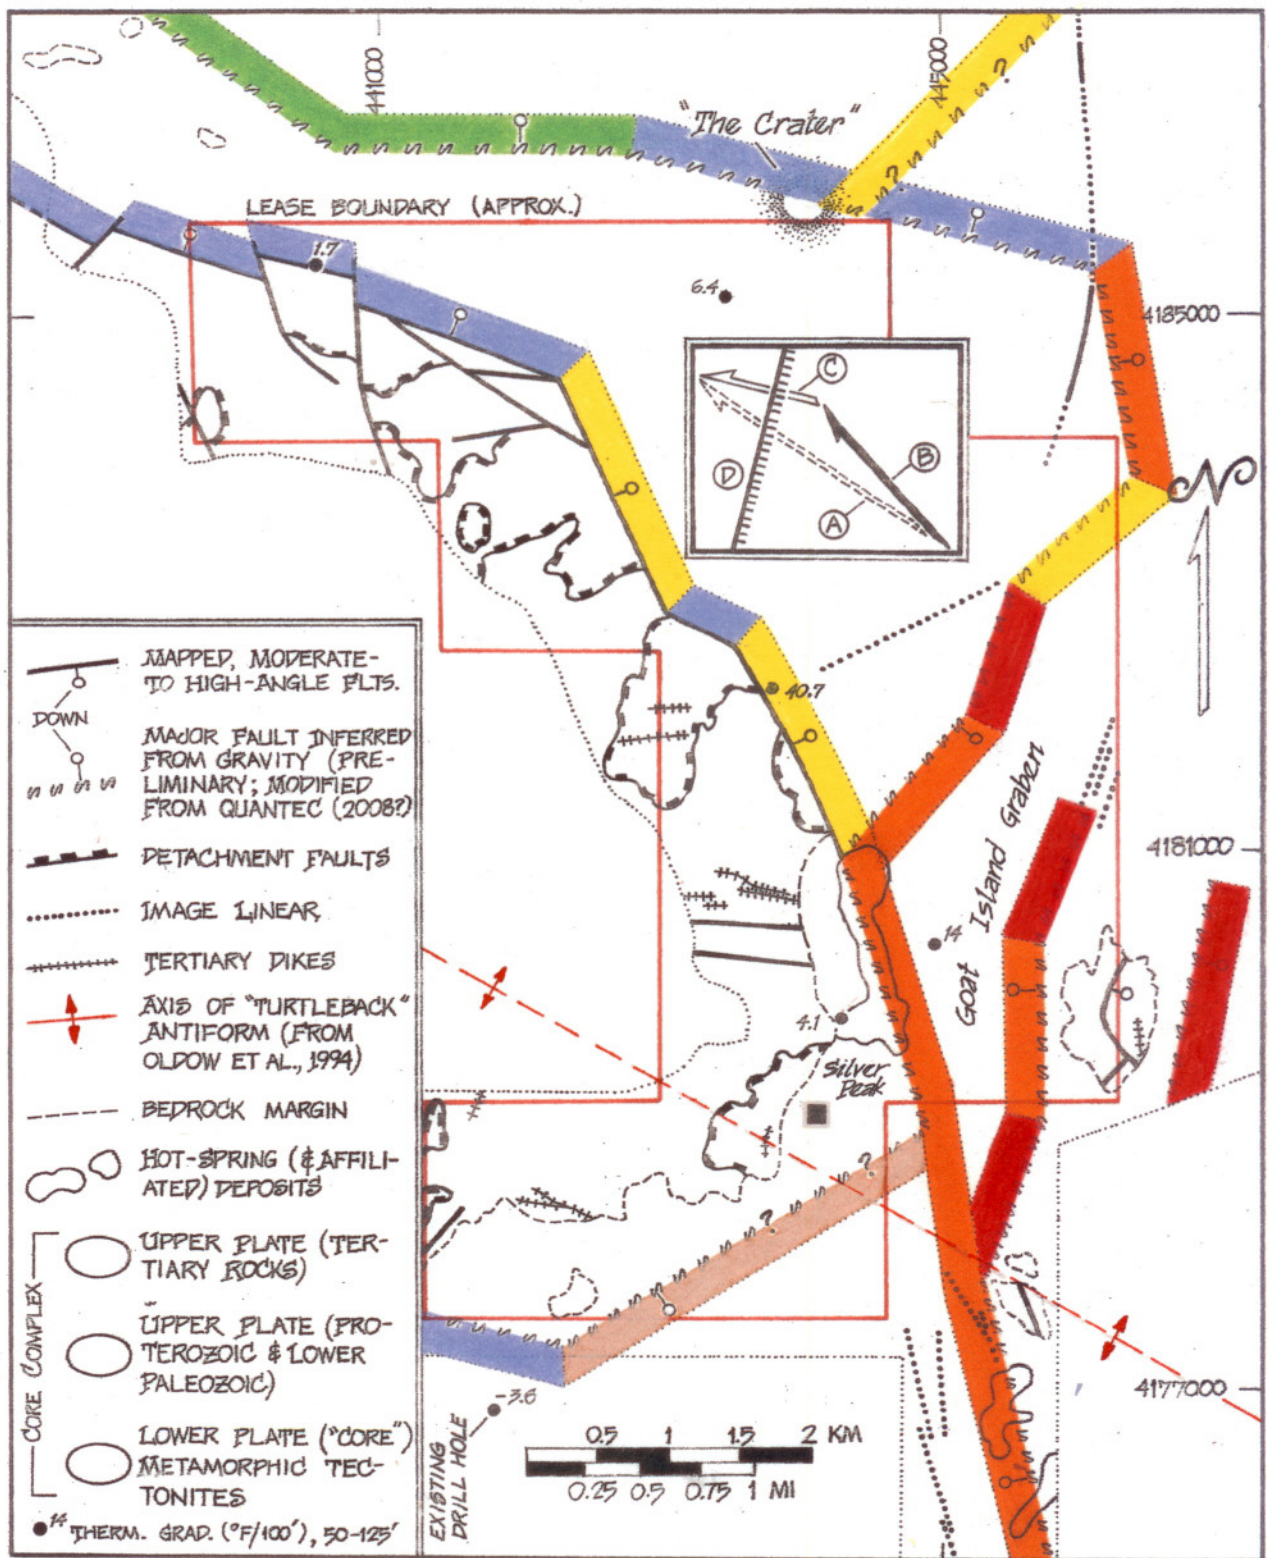 441000
445000
"The Crater"
?
?
LEASE BOUNDARY (APPROX.)
1.7
6.4
4185000
C
B
D
A
N
MAPPED, MODERATE-
TO HIGH-ANGLE FLTS.
DOWN
MAJOR FAULT INFERRED
FROM GRAVITY (PRE-
LIMINARY; MODIFIED
FROM QUANTEC (2008?)
DETACHMENT FAULTS
IMAGE LINEAR
TERTIARY DIKES
AXIS OF "TURTLEBACK"
ANTIFORM (FROM
OLDOW ET AL., 1994)
BEDROCK MARGIN
HOT-SPRING (& AFFILI-
ATED) DEPOSITS
CORE COMPLEX
UPPER PLATE (TER-
TIARY ROCKS)
UPPER PLATE (PRO-
TEROZOIC & LOWER
PALEOZOIC)
LOWER PLATE ("CORE")
METAMORPHIC TEC-
TONITES
14 THERM. GRAD. (°F/100'), 50-125'
40.7
Goat Island Graben
4181000
14
4.1
Silver
Peak
?
?
4177000
-3.6
EXISTING
DRILL HOLE
0.5 1 1.5 2 KM
0.25 0.5 0.75 1 MI